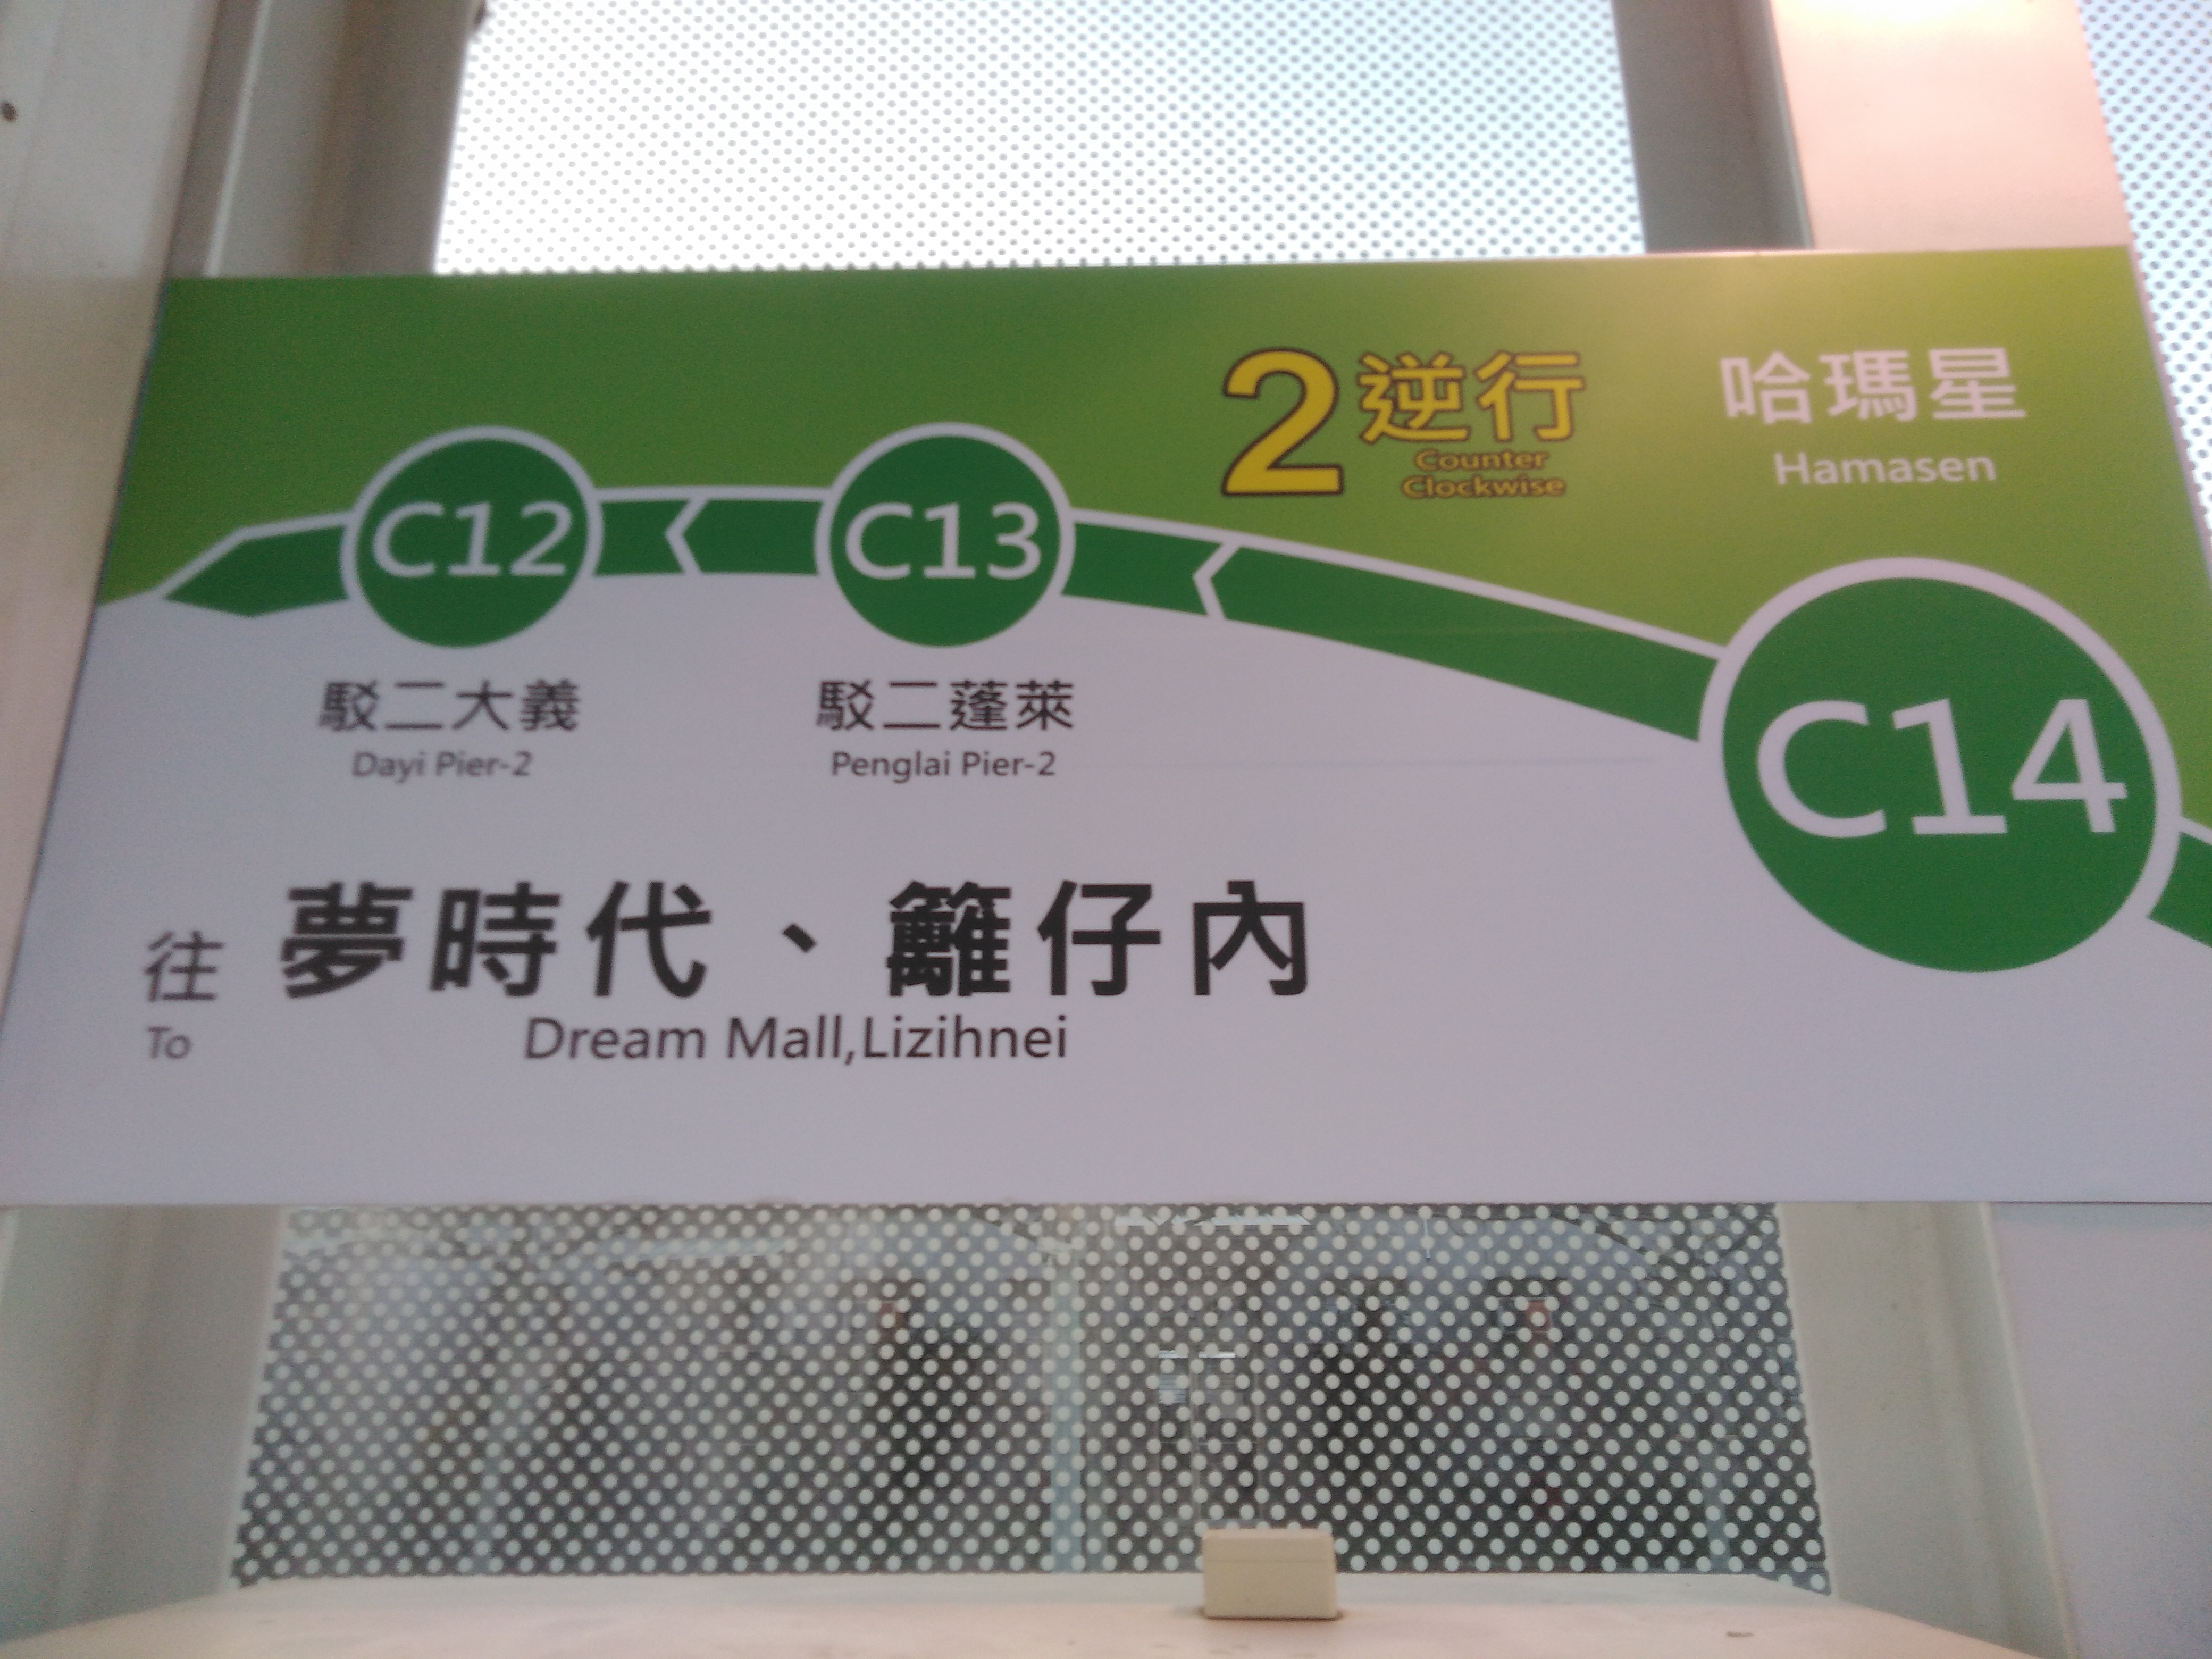 2 逆行
Counter
Clockwise
哈瑪星
Hamasen
C12
C13
C14
駁二大義
Dayi Pier-2
駁二蓬萊
Penglai Pier-2
往 夢時代、籬仔內
To Dream Mall,Lizihnei